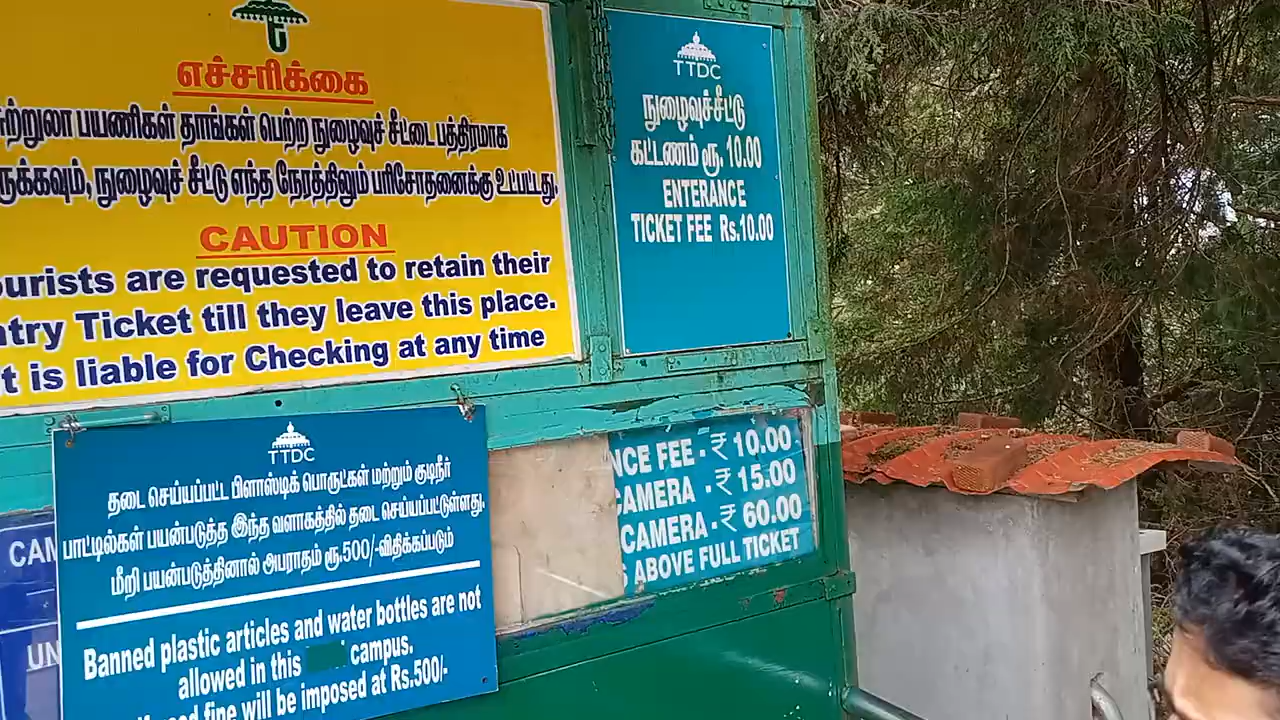 எச்சரிக்கை
சுற்றுலா பயணிகள் தாங்கள் பெற்ற நுழைவுச் சீட்டை பத்திரமாக
நுழைவுச் சீட்டு எந்த நேரத்திலும் பரிசோதனைக்கு உட்பட்டது.
CAUTION
ourists are requested to retain their
ntry Ticket till they leave this place.
t is liable for Checking at any time
TTDC
நுழைவுச்சீட்டு
கட்டணம் ரூ. 10.00
ENTERANCE
TICKET FEE Rs.10.00
TTDC
தடை செய்யப்பட்ட பிளாஸ்டிக் பொருட்கள் மற்றும் குடிநீர்
பாட்டில்கள் பயன்படுத்த இந்த வளாகத்தில் தடை செய்யப்பட்டுள்ளது.
மீறி பயன்படுத்தினால் அபராதம் ரூ.500/-விதிக்கப்படும்
Banned plastic articles and water bottles are not
allowed in this campus.
fine will be imposed at Rs.500/-
NCE FEE - ₹ 10.00
CAMERA - ₹ 15.00
CAMERA - ₹ 60.00
S ABOVE FULL TICKET
CAM
UN